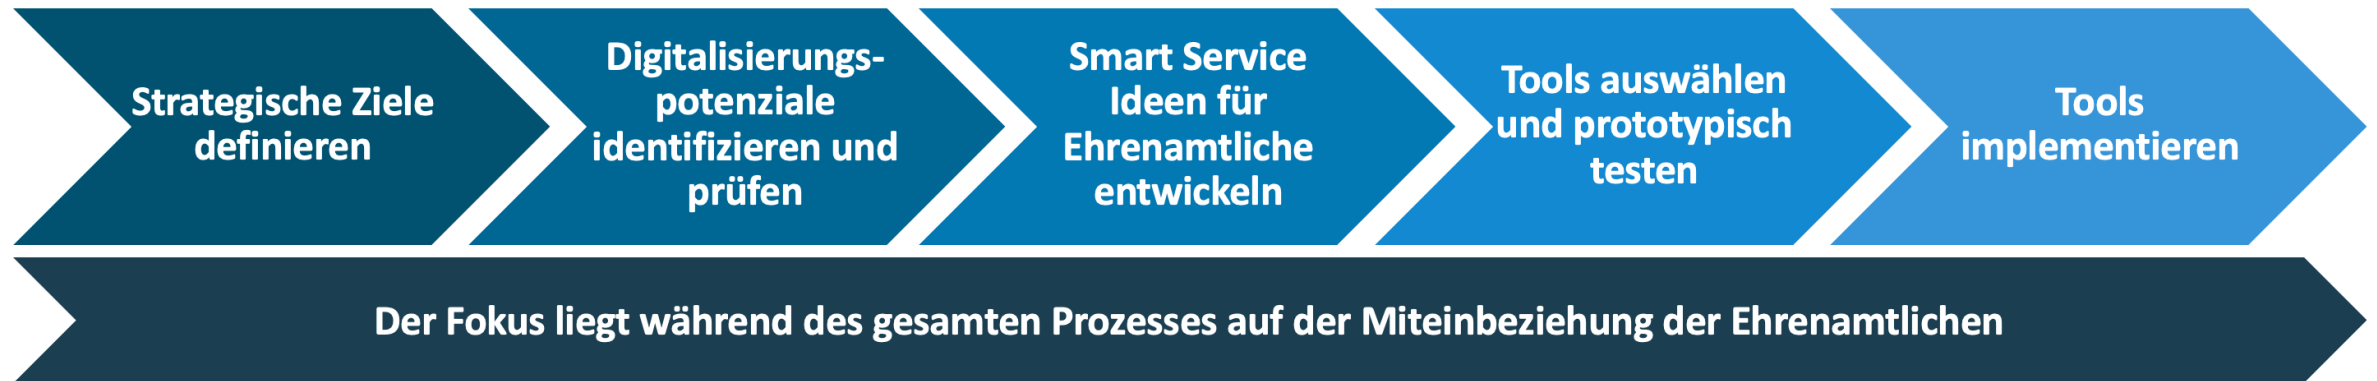 Strategische Ziele
definieren
Digitalisierungs-
potenziale
identifizieren und
prüfen
Smart Service
Ideen für
Ehrenamtliche
entwickeln
Tools auswählen
und prototypisch
testen
Tools
implementieren
Der Fokus liegt während des gesamten Prozesses auf der Miteinbeziehung der Ehrenamtlichen